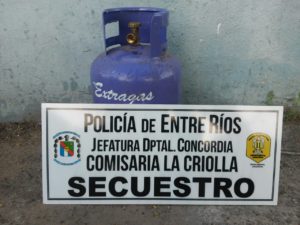 Extragas
POLICÍA DE ENTRE RÍOS
JEFATURA DPTAL. CONCORDIA
COMISARIA LA CRIOLLA
SECUESTRO